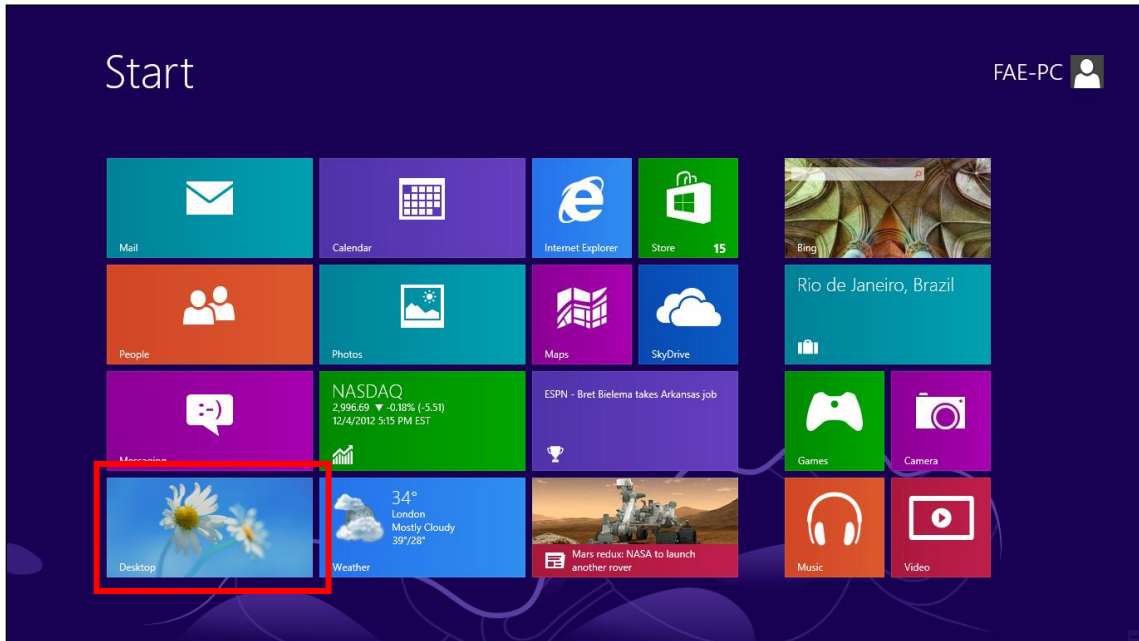 Start
FAE-PC
Mail
Calendar
Internet Explorer
Store 15
Bing
People
Photos
Maps
SkyDrive
Rio de Janeiro, Brazil
:-)
Messaging
NASDAQ
2,996.69 ▼ -0.18% (-5.51)
12/4/2012 5:15 PM EST
ESPN - Bret Bielema takes Arkansas job
Games
Camera
Desktop
34°
London
Mostly Cloudy
39°/28°
Weather
Mars redux: NASA to launch
another rover
Music
Video